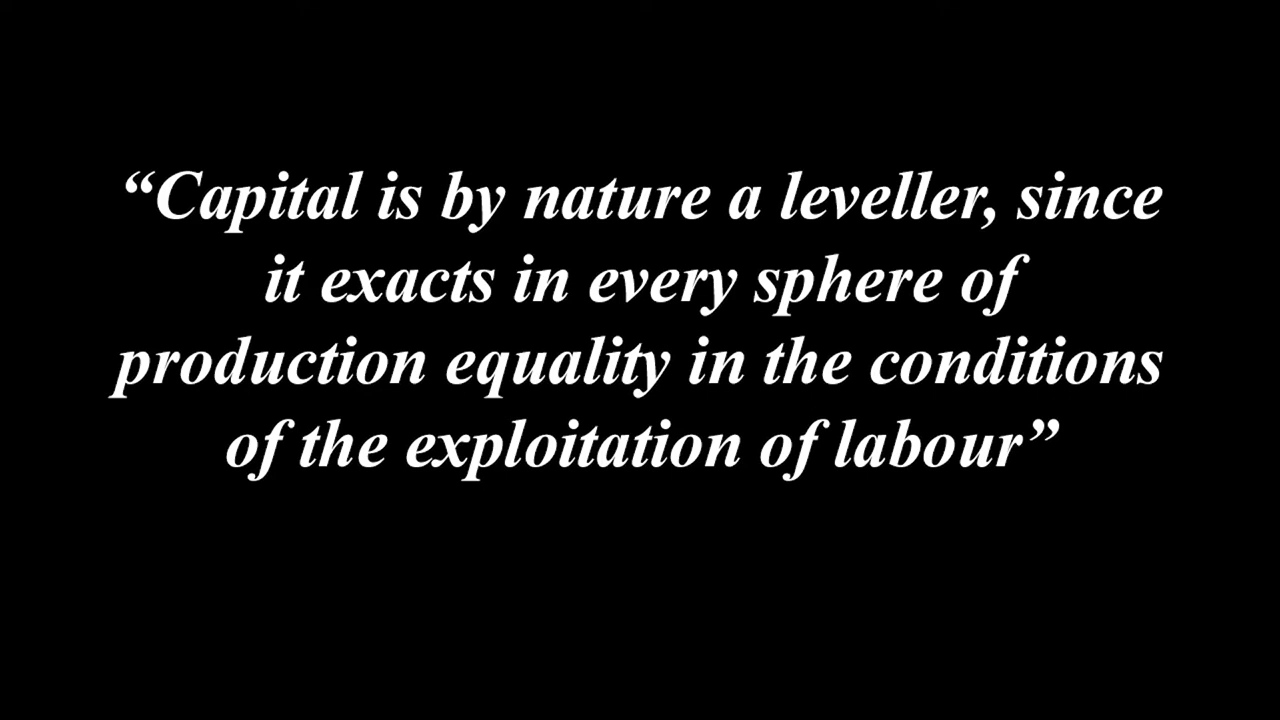 “Capital is by nature a leveller, since
it exacts in every sphere of
production equality in the conditions
of the exploitation of labour”